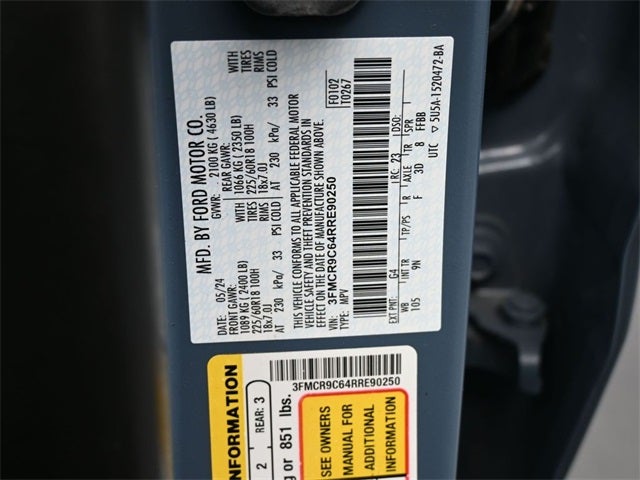 MFD. BY FORD MOTOR CO.
05/24
GVWR: 2100 KG ( 4630 LB)
FRONT GAWR:
1089 KG (2400 LB)
225/60R18 100H
18x7.0J
AT 230 kPa/ 33 PSI COLD
REAR GAWR:
1066 KG ( 2350 LB)
TIRES 225/60R18 100H
RIMS 18x7.0J
AT 230 kPa/ 33 PSI COLD
WITH
TIRES
RIMS
WITH
THIS VEHICLE CONFORMS TO ALL APPLICABLE FEDERAL MOTOR
VEHICLE SAFETY AND THEFT PREVENTION STANDARDS IN
EFFECT ON THE DATE OF MANUFACTURE SHOWN ABOVE.
VIN: 3FMCR9C64RRE90250
TYPE: MPV
F0102
T0267
EXT PNT: G4 RC: 23 DSO:
WB INT TR TP/PS R AXLE TR SPR
105 9N F 3D 8 FFBB
UTC ▽ 5U5A-1520472-BA
3FMCR9C64RRE90250
INFORMATION
2 REAR: 3
or 851 lbs.
SEE OWNERS
MANUAL FOR
ADDITIONAL